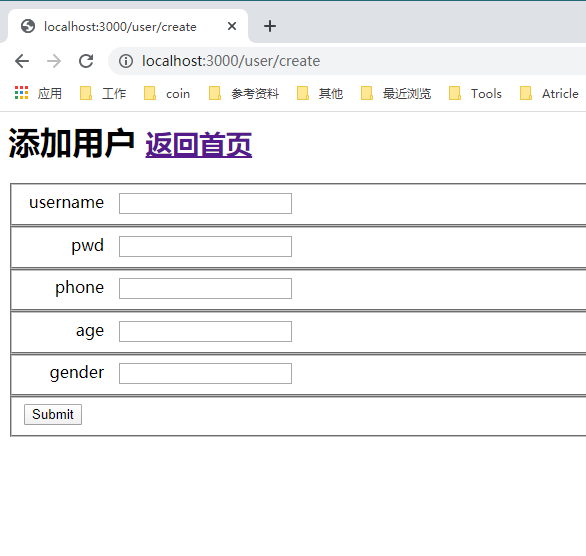 localhost:3000/user/create
localhost:3000/user/create
应用 工作 coin 参考资料 其他 最近浏览 Tools Atricle
添加用户 返回首页
username
pwd
phone
age
gender
Submit